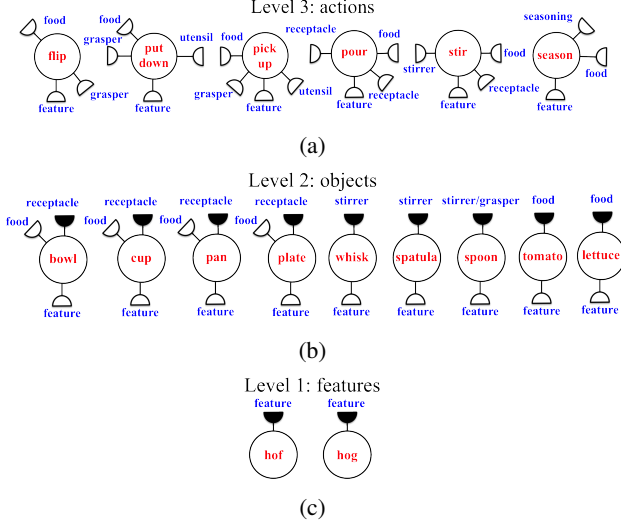 Level 3: actions
food
flip
grasper
feature
food
grasper
put
down
utensil
feature
food
pick
up
grasper
utensil
feature
receptacle
pour
food
receptacle
feature
stir
food
stirrer
receptacle
feature
seasoning
season
food
feature
(a)
Level 2: objects
receptacle
food
bowl
feature
receptacle
food
cup
feature
receptacle
food
pan
feature
receptacle
food
plate
feature
stirrer
whisk
feature
stirrer
spatula
feature
stirrer/grasper
spoon
feature
food
tomato
feature
food
lettuce
feature
(b)
Level 1: features
feature
hof
feature
hog
(c)